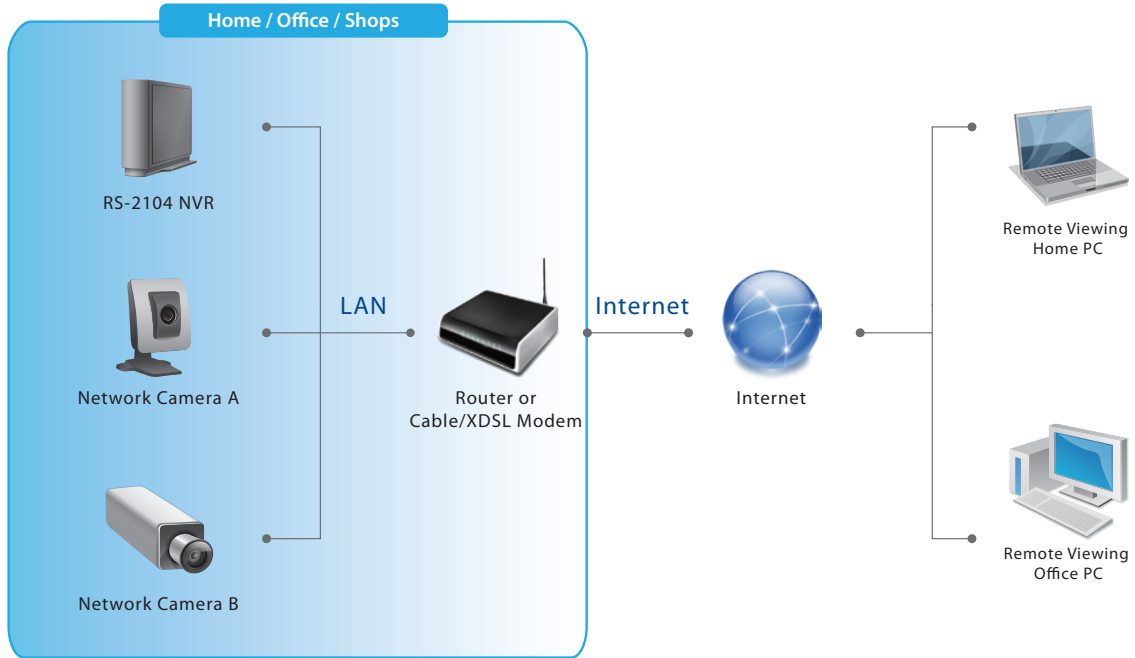 Home / Office / Shops
RS-2104 NVR
Network Camera A
Network Camera B
LAN
Router or
Cable/XDSL Modem
Internet
Internet
Remote Viewing
Home PC
Remote Viewing
Office PC